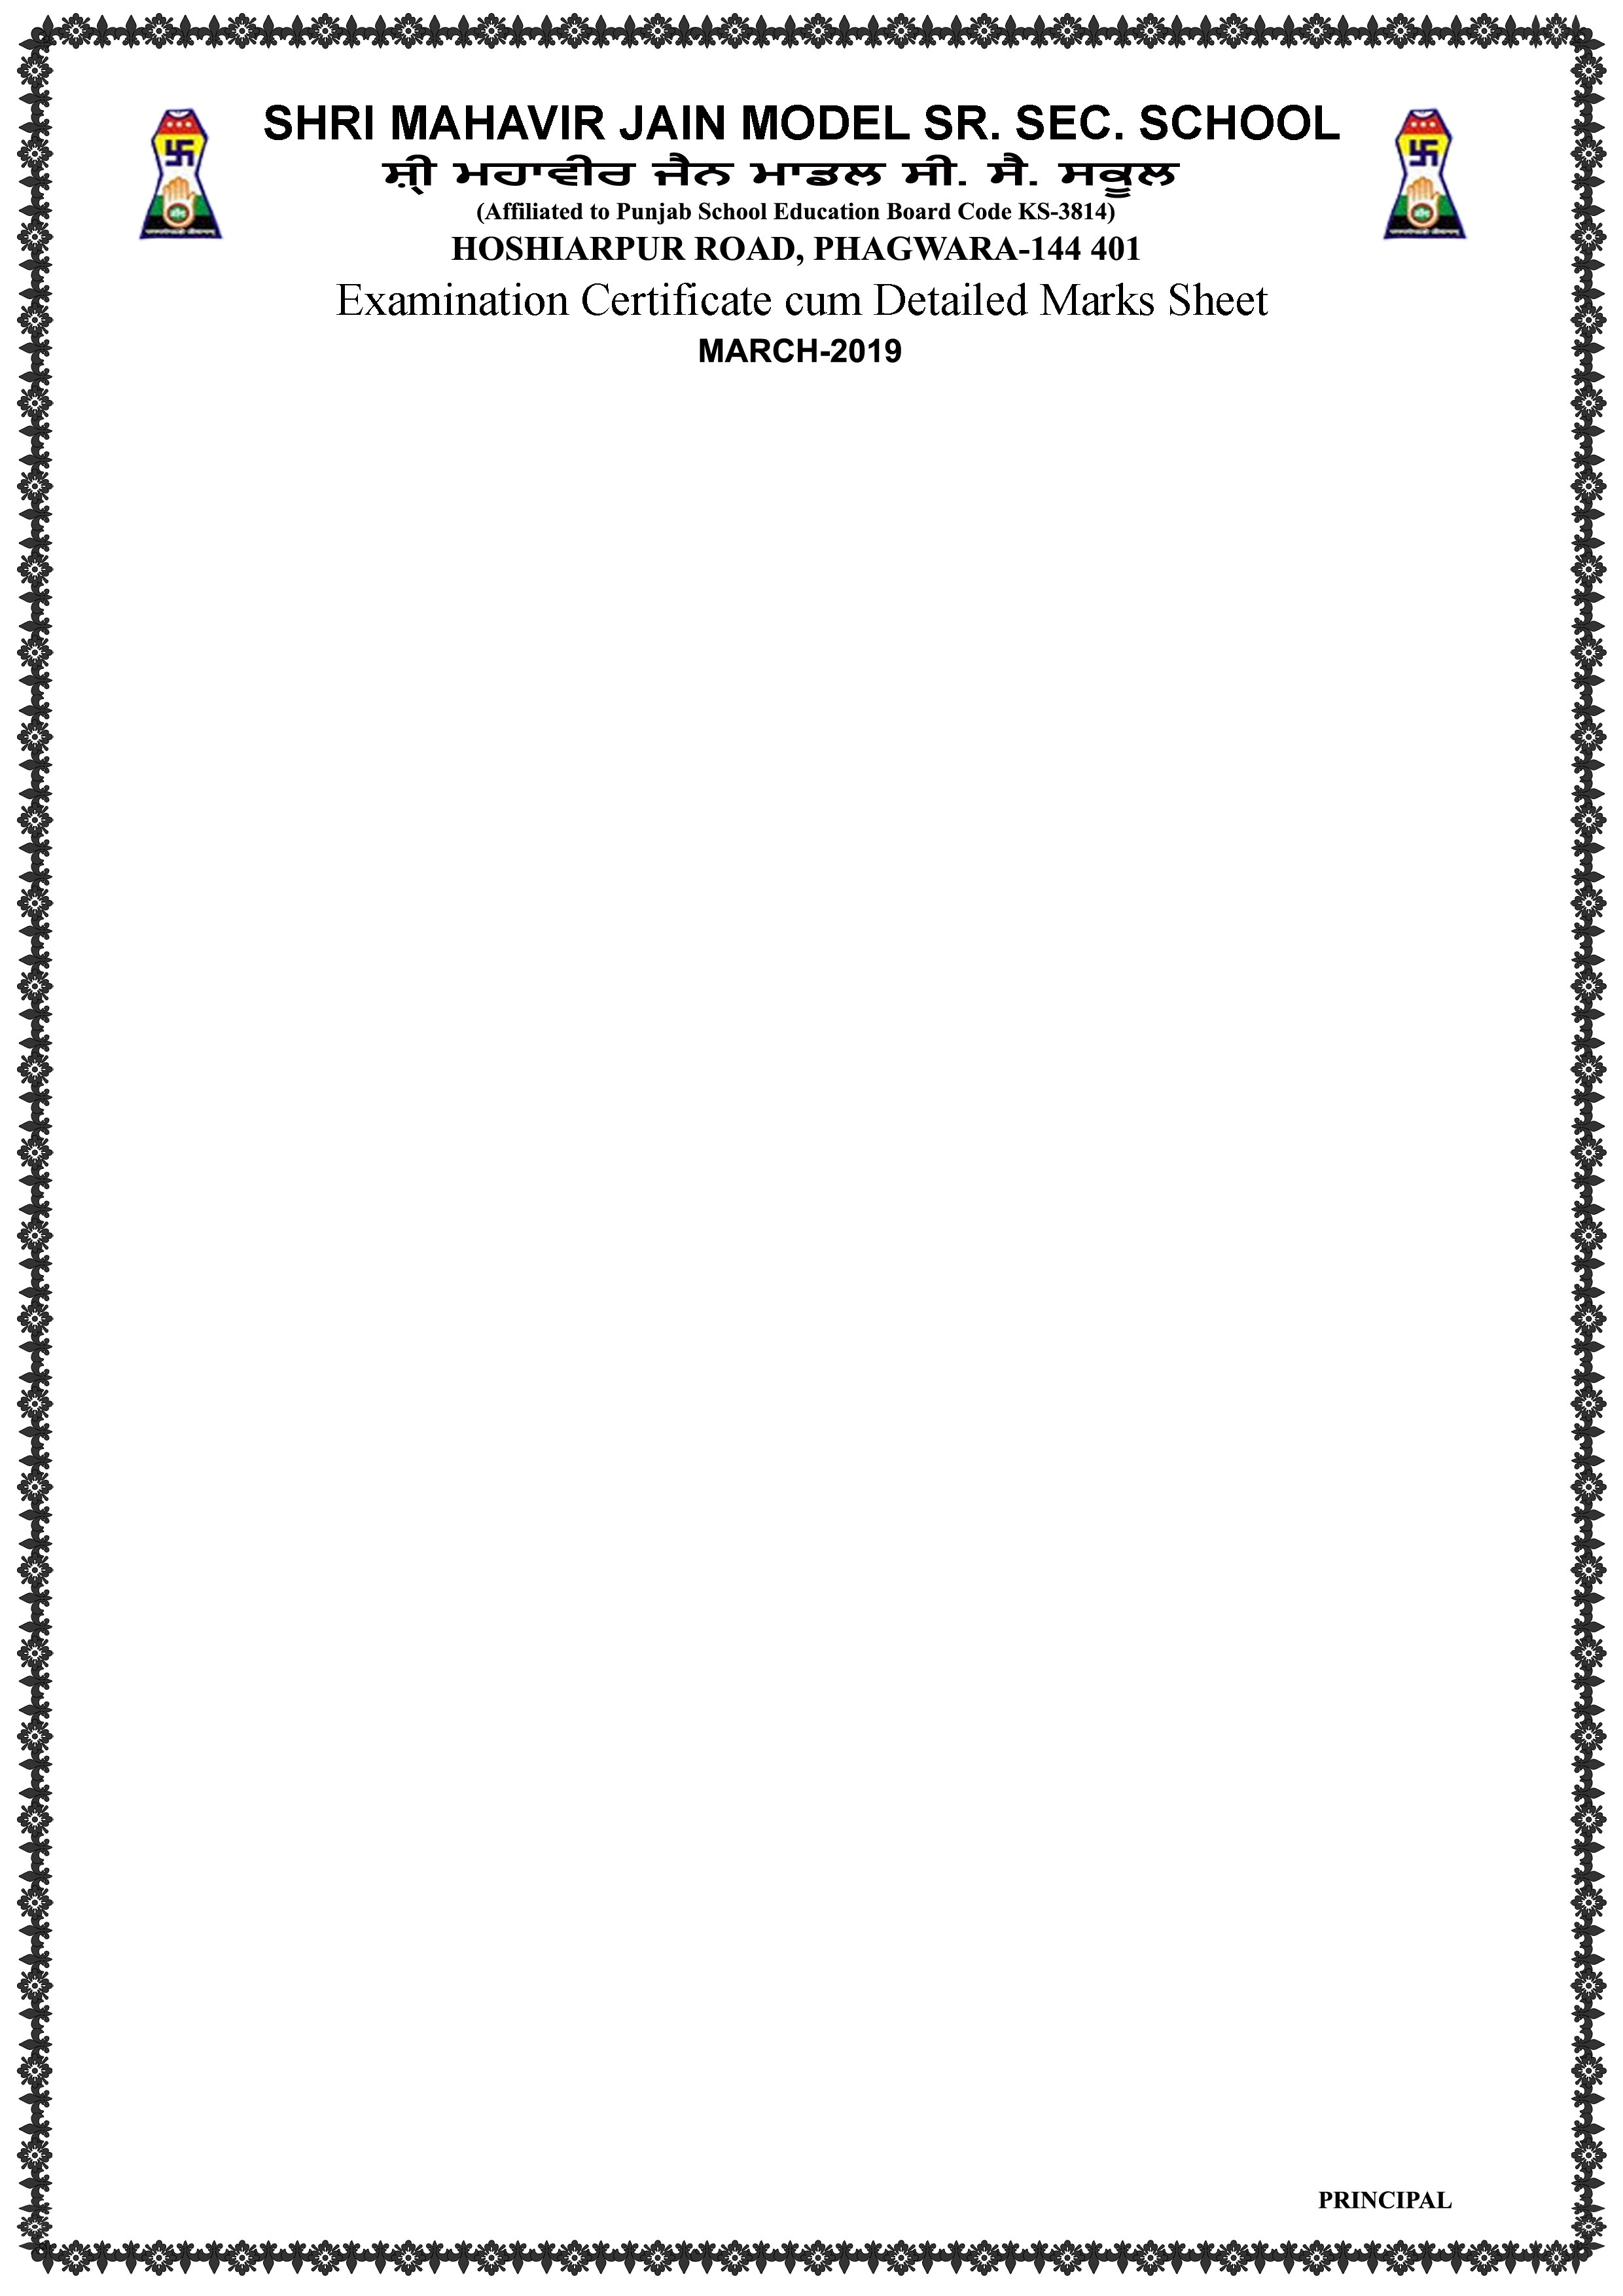 SHRI MAHAVIR JAIN MODEL SR. SEC. SCHOOL
ਸ਼੍ਰੀ ਮਹਾਵੀਰ ਜੈਨ ਮਾਡਲ ਸੀ. ਸੈ. ਸਕੂਲ
(Affiliated to Punjab School Education Board Code KS-3814)
HOSHIARPUR ROAD, PHAGWARA-144 401
Examination Certificate cum Detailed Marks Sheet
MARCH-2019
PRINCIPAL